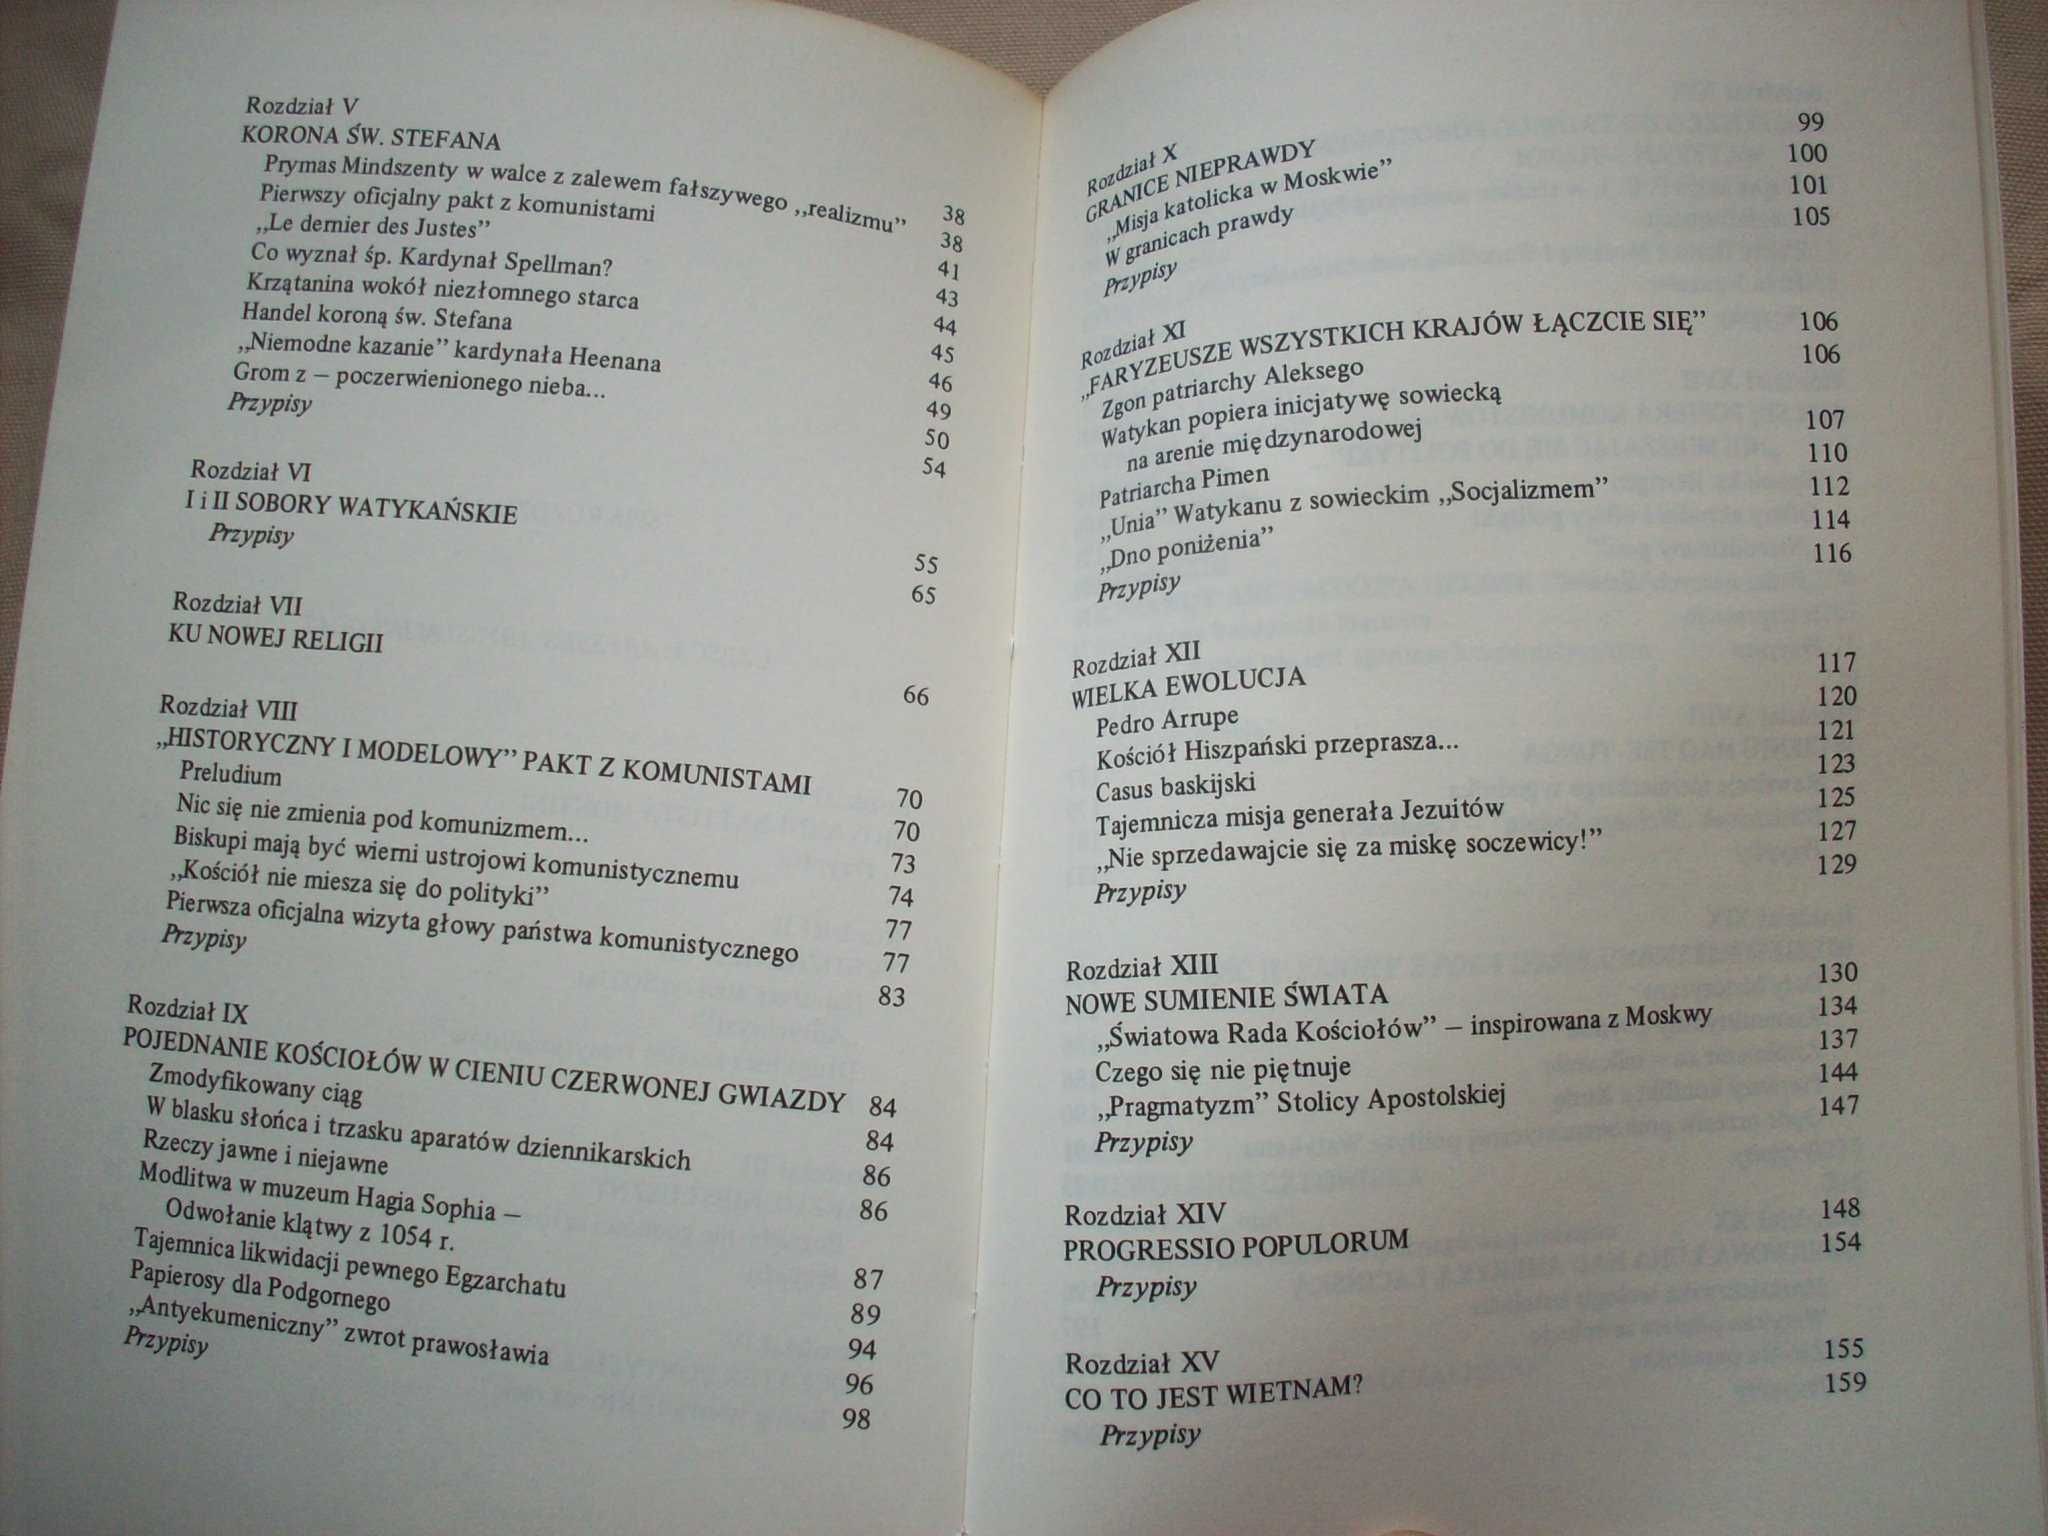 Rozdział V
KORONA ŚW. STEFANA 38
Prymas Mindszenty w walce z zalewem fałszywego „realizmu” 38
Pierwszy oficjalny pakt z komunistami 41
„Le dernier des Justes” 43
Co wyznał śp. Kardynał Spellman? 44
Krzątanina wokół niezłomnego starca 45
Handel koroną św. Stefana 46
„Niemodne kazanie” kardynała Heenana 49
Grom z – poczerwienionego nieba... 50
Przypisy 54
Rozdział VI
I i II SOBORY WATYKAŃSKIE 55
Przypisy 65
Rozdział VII
KU NOWEJ RELIGII 66
Rozdział VIII
„HISTORYCZNY I MODELOWY” PAKT Z KOMUNISTAMI 70
Preludium 70
Nic się nie zmienia pod komunizmem... 73
Biskupi mają być wierni ustrojowi komunistycznemu 74
„Kościół nie miesza się do polityki” 77
Pierwsza oficjalna wizyta głowy państwa komunistycznego 77
Przypisy 83
Rozdział IX
POJEDNANIE KOŚCIOŁÓW W CIENIU CZERWONEJ GWIAZDY 84
Zmodyfikowany ciąg 84
W blasku słońca i trzasku aparatów dziennikarskich 86
Rzeczy jawne i niejawne 86
Modlitwa w muzeum Hagia Sophia –
Odwołanie klątwy z 1054 r. 87
Tajemnica likwidacji pewnego Egzarchatu 89
Papierosy dla Podgornego 94
„Antyekumeniczny” zwrot prawosławia 96
Przypisy 98
Rozdział X
GRANICE NIEPRAWDY 99
„Misja katolicka w Moskwie” 100
W granicach prawdy 101
Przypisy 105
Rozdział XI
„FARYZEUSZE WSZYSTKICH KRAJÓW ŁĄCZCIE SIĘ” 106
Zgon patriarchy Aleksego 106
Watykan popiera inicjatywę sowiecką
na arenie międzynarodowej 107
Patriarcha Pimen 110
„Unia” Watykanu z sowieckim „Socjalizmem” 112
„Dno poniżenia” 114
Przypisy 116
Rozdział XII
WIELKA EWOLUCJA 117
Pedro Arrupe 120
Kościół Hiszpański przeprasza... 121
Casus baskijski 123
Tajemnicza misja generała Jezuitów 125
„Nie sprzedawajcie się za miskę soczewicy!” 127
Przypisy 129
Rozdział XIII
NOWE SUMIENIE ŚWIATA 130
„Światowa Rada Kościołów” – inspirowana z Moskwy 134
Czego się nie piętnuje 137
„Pragmatyzm” Stolicy Apostolskiej 144
Przypisy 147
Rozdział XIV
PROGRESSIO POPULORUM 148
Przypisy 154
Rozdział XV
CO TO JEST WIETNAM? 155
Przypisy 159